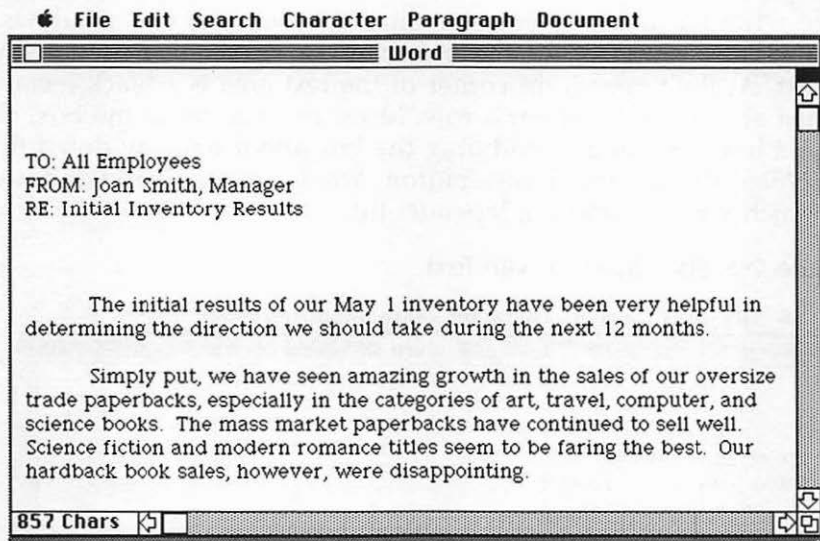 File Edit Search Character Paragraph Document
Word
TO: All Employees
FROM: Joan Smith, Manager
RE: Initial Inventory Results
The initial results of our May 1 inventory have been very helpful in
determining the direction we should take during the next 12 months.
Simply put, we have seen amazing growth in the sales of our oversize
trade paperbacks, especially in the categories of art, travel, computer, and
science books. The mass market paperbacks have continued to sell well.
Science fiction and modern romance titles seem to be faring the best. Our
hardback book sales, however, were disappointing.
857 Chars